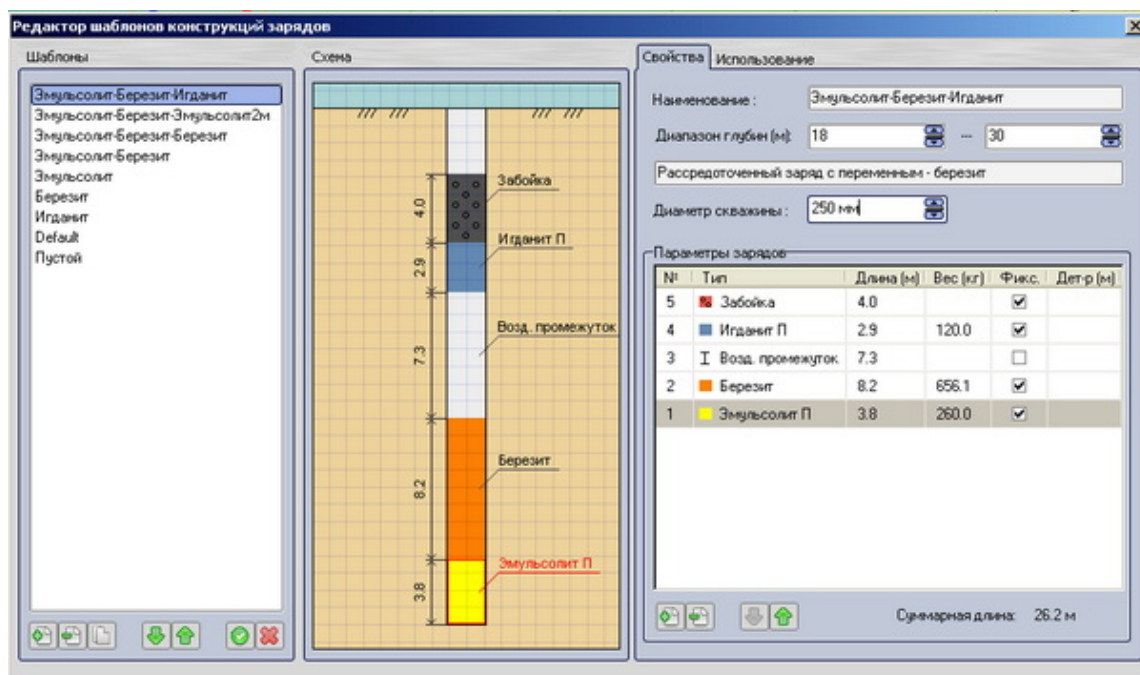 Редактор шаблонов конструкций зарядов
Шаблоны
Эмульсолит-Березит-Игданит
Эмульсолит-Березит-Эмульсолит2м
Эмульсолит-Березит-Березит
Эмульсолит-Березит
Эмульсолит
Березит
Игданит
Default
Пустой
Схема
Забойка
4.0
Игданит П
2.9
Возд. промежуток
7.3
Березит
8.2
Эмульсолит П
3.8
Свойства Использование
Наименование : Эмульсолит-Березит-Игданит
Диапазон глубин (м): 18 ... 30
Рассредоточенный заряд с переменным - березит
Диаметр скважины : 250 мм
Параметры зарядов
№ Тип Длина (м) Вес (кг) Фикс. Дет-р (м)
5 Забойка 4.0
4 Игданит П 2.9 120.0
3 Возд. промежуток 7.3
2 Березит 8.2 656.1
1 Эмульсолит П 3.8 260.0
Суммарная длина: 26.2 м